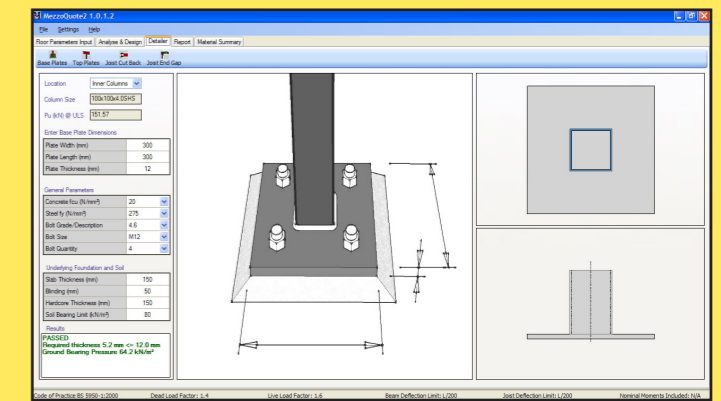 MezzoQuote2 1.0.1.2
File Settings Help
Floor Parameters Input Analyse & Design Detailer Report Material Summary
Base Plates Top Plates Joist Cut Back Joist End Gap
Location Inner Columns
Column Size 100x100x4.0SHS
Pu (kN) @ ULS 151.57
Enter Base Plate Dimensions
Plate Width (mm) 300
Plate Length (mm) 300
Plate Thickness (mm) 12
General Parameters
Concrete fcu (N/mm²) 20
Steel fy (N/mm²) 275
Bolt Grade/Description 4.6
Bolt Size M12
Bolt Quantity 4
Underlying Foundation and Soil
Slab Thickness (mm) 150
Blinding (mm) 50
Hardcore Thickness (mm) 150
Soil Bearing Limit (kN/m²) 80
Results
PASSED
Required thickness 5.2 mm <= 12.0 mm
Ground Bearing Pressure 64.2 kN/m²
Code of Practice BS 5950-1:2000 Dead Load Factor: 1.4 Live Load Factor: 1.6 Beam Deflection Limit: L/200 Joist Deflection Limit: L/200 Nominal Moments Included: N/A